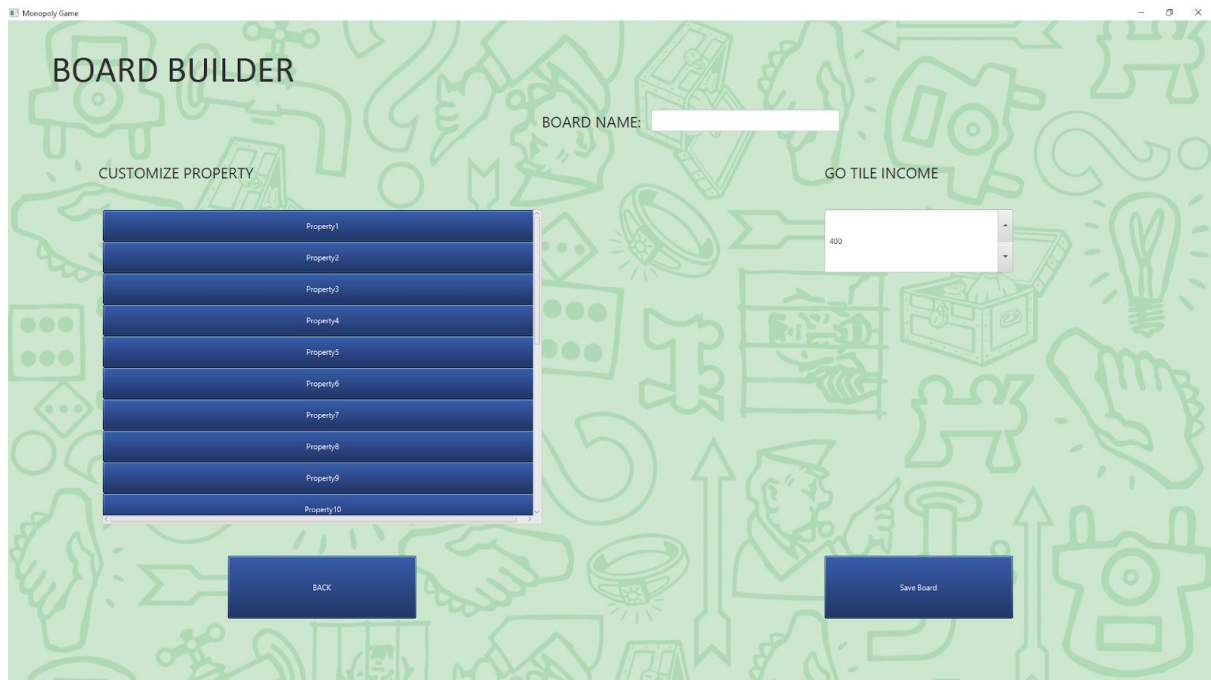 Monopoly Game
BOARD BUILDER
BOARD NAME:
CUSTOMIZE PROPERTY
GO TILE INCOME
Property1
Property2
Property3
Property4
Property5
Property6
Property7
Property8
Property9
Property10
400
BACK
Save Board